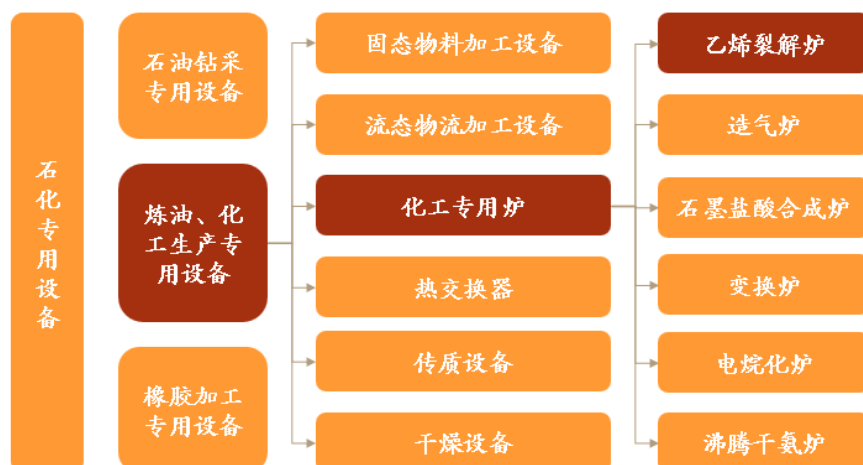 石化专用设备
石油钻采
专用设备
炼油、化
工生产专
用设备
橡胶加工
专用设备
固态物料加工设备
流态物流加工设备
化工专用炉
热交换器
传质设备
干燥设备
乙烯裂解炉
造气炉
石墨盐酸合成炉
变换炉
电烷化炉
沸腾干氨炉